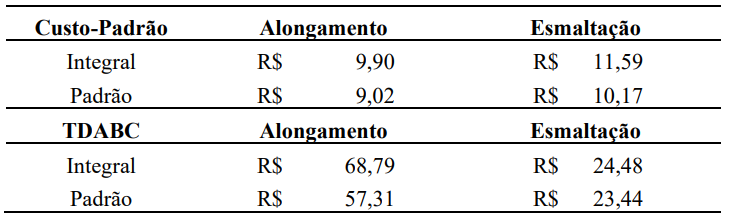 Custo-Padrão Alongamento Esmaltação
Integral R$ 9,90 R$ 11,59
Padrão R$ 9,02 R$ 10,17
TDABC Alongamento Esmaltação
Integral R$ 68,79 R$ 24,48
Padrão R$ 57,31 R$ 23,44